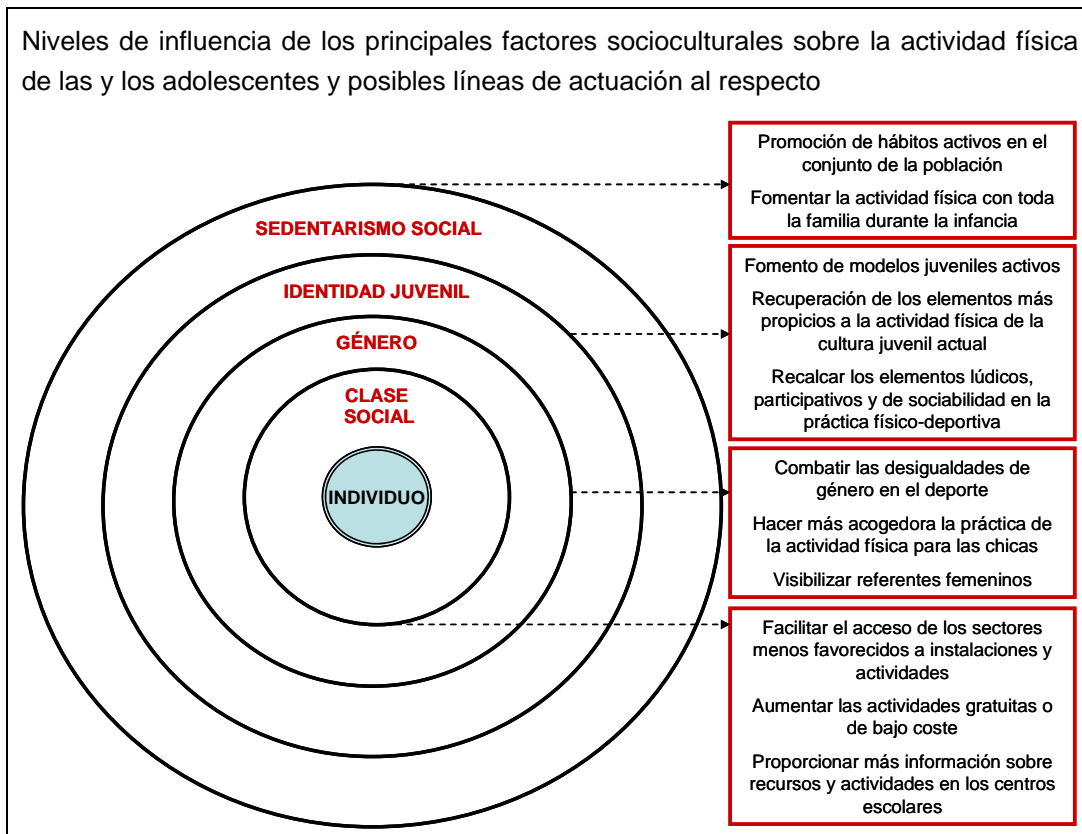 Niveles de influencia de los principales factores socioculturales sobre la actividad física
de las y los adolescentes y posibles líneas de actuación al respecto
SEDENTARISMO SOCIAL
IDENTIDAD JUVENIL
GÉNERO
CLASE
SOCIAL
INDIVIDUO
Promoción de hábitos activos en el
conjunto de la población
Fomentar la actividad física con toda
la familia durante la infancia
Fomento de modelos juveniles activos
Recuperación de los elementos más
propicios a la actividad física de la
cultura juvenil actual
Recalcar los elementos lúdicos,
participativos y de sociabilidad en la
práctica físico-deportiva
Combatir las desigualdades de
género en el deporte
Hacer más acogedora la práctica de
la actividad física para las chicas
Visibilizar referentes femeninos
Facilitar el acceso de los sectores
menos favorecidos a instalaciones y
actividades
Aumentar las actividades gratuitas o
de bajo coste
Proporcionar más información sobre
recursos y actividades en los centros
escolares